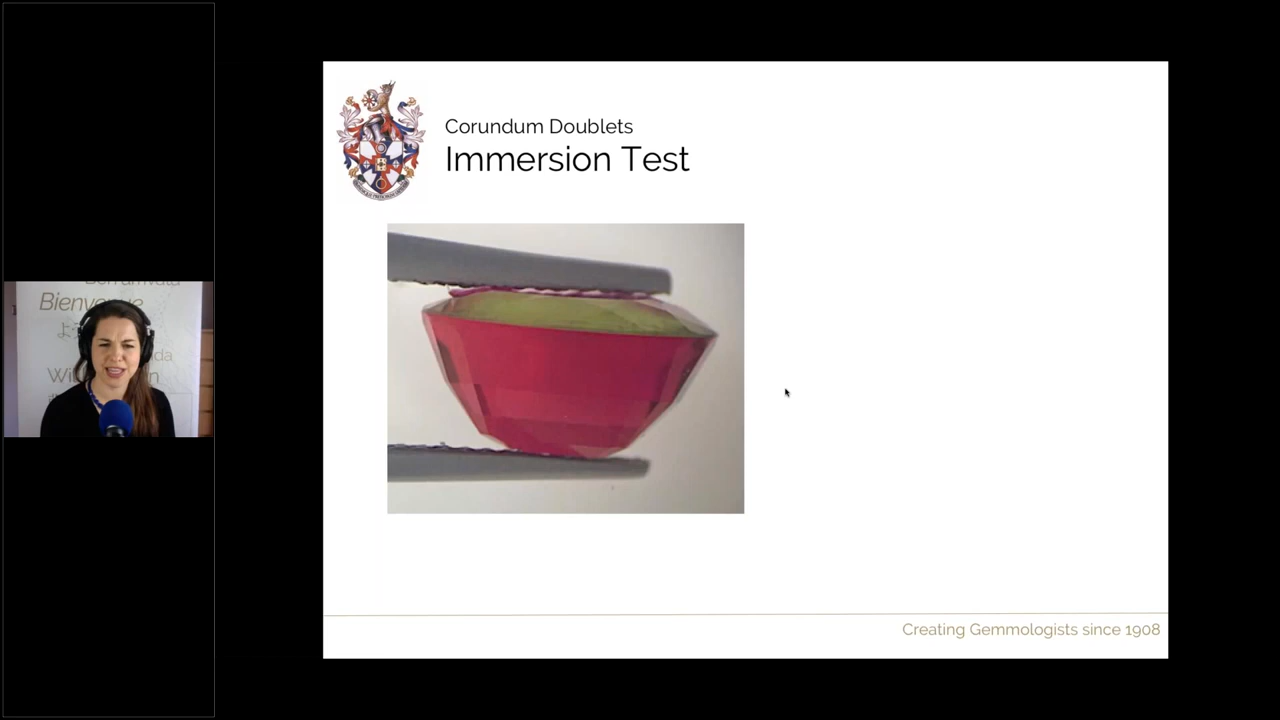 Corundum Doublets
Immersion Test
Bienvenue
Creating Gemmologists since 1908